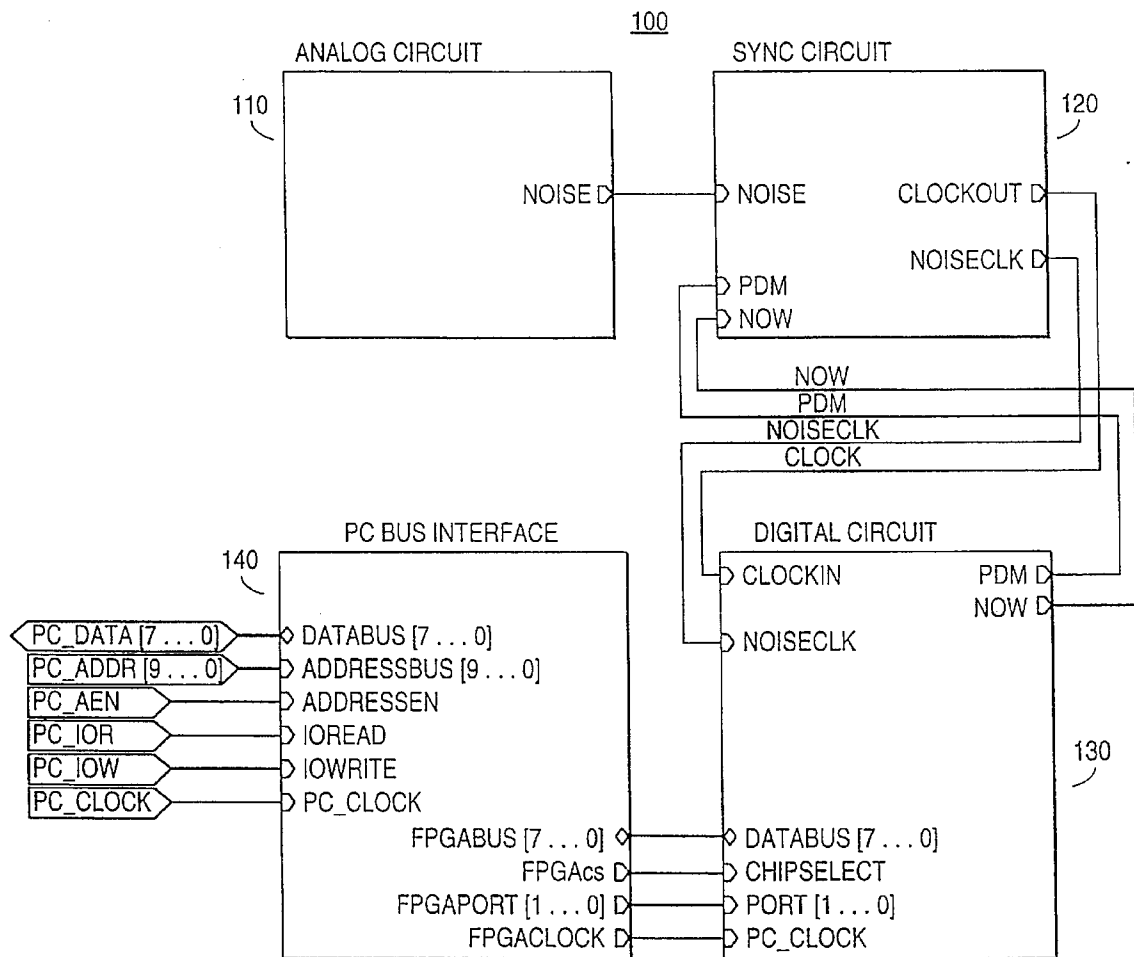 100
ANALOG CIRCUIT
SYNC CIRCUIT
110
120
NOISE
NOISE
CLOCKOUT
NOISECLK
PDM
NOW
NOW
PDM
NOISECLK
CLOCK
PC BUS INTERFACE
DIGITAL CIRCUIT
140
CLOCKIN
PDM
NOW
PC_DATA [7 . . . 0]
DATABUS [7 . . . 0]
NOISECLK
PC_ADDR [9 . . . 0]
ADDRESSBUS [9 . . . 0]
PC_AEN
ADDRESSEN
PC_IOR
IOREAD
PC_IOW
IOWRITE
130
PC_CLOCK
PC_CLOCK
FPGABUS [7 . . . 0]
DATABUS [7 . . . 0]
FPGAcs
CHIPSELECT
FPGAPORT [1 . . . 0]
PORT [1 . . . 0]
FPGACLOCK
PC_CLOCK